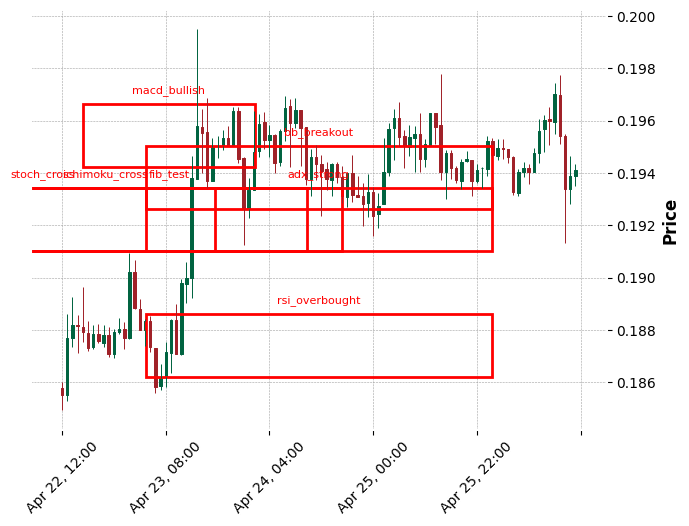 0.200
0.198
macd_bullish
0.196
bb_breakout
stoch_cross
ichimoku_cross
fib_test
adx_strong
0.194
0.192
Price
0.190
rsi_overbought
0.188
0.186
Apr 22, 12:00
Apr 23, 08:00
Apr 24, 04:00
Apr 25, 00:00
Apr 25, 22:00